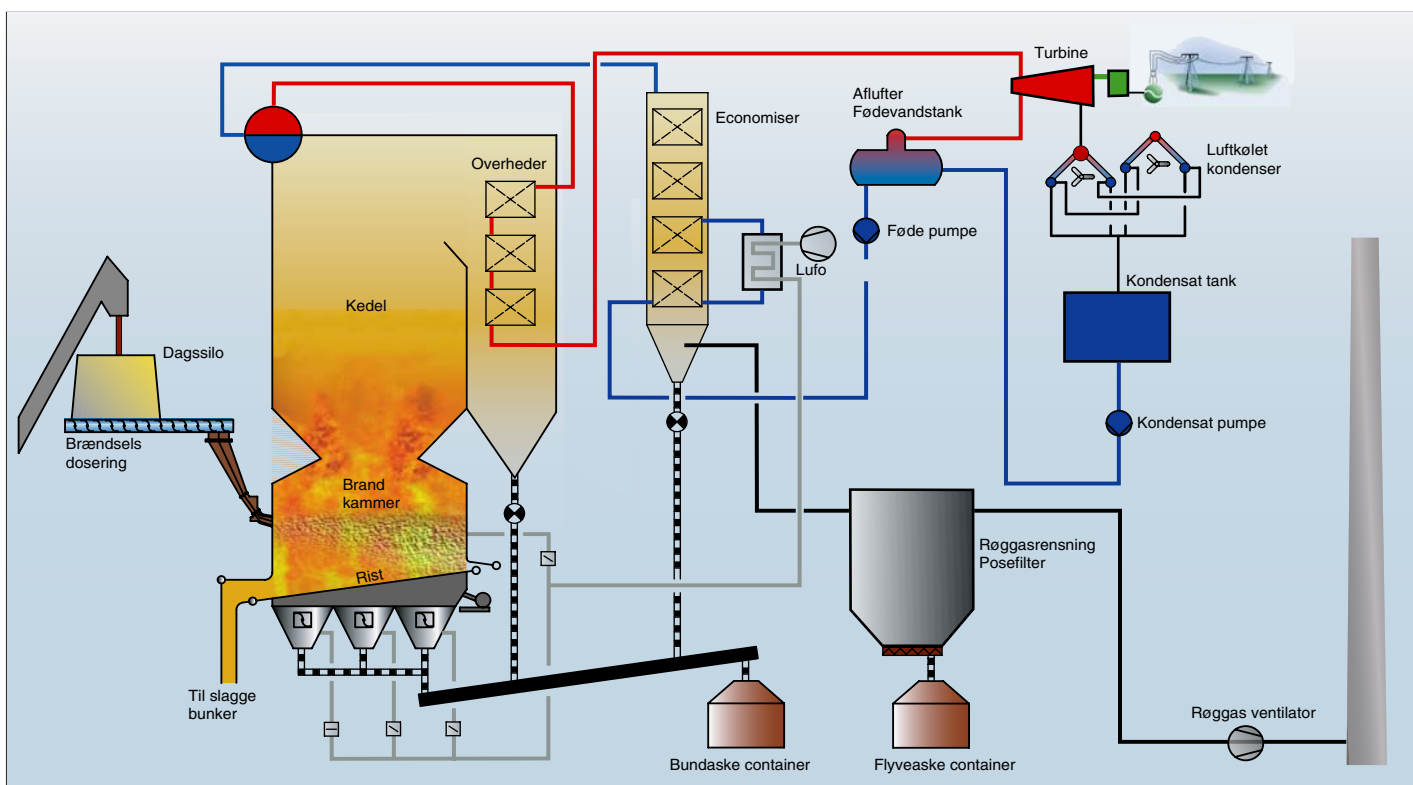 Turbine
Aflufter
Fødevandstank
Economiser
Luftkølet
kondenser
Overheder
Føde pumpe
Lufo
Kondensat tank
Kedel
Dagssilo
Brændsels
dosering
Kondensat pumpe
Brand
kammer
Røggasrensning
Posefilter
Rist
Til slagge
bunker
Røggas ventilator
Bundaske container
Flyveaske container